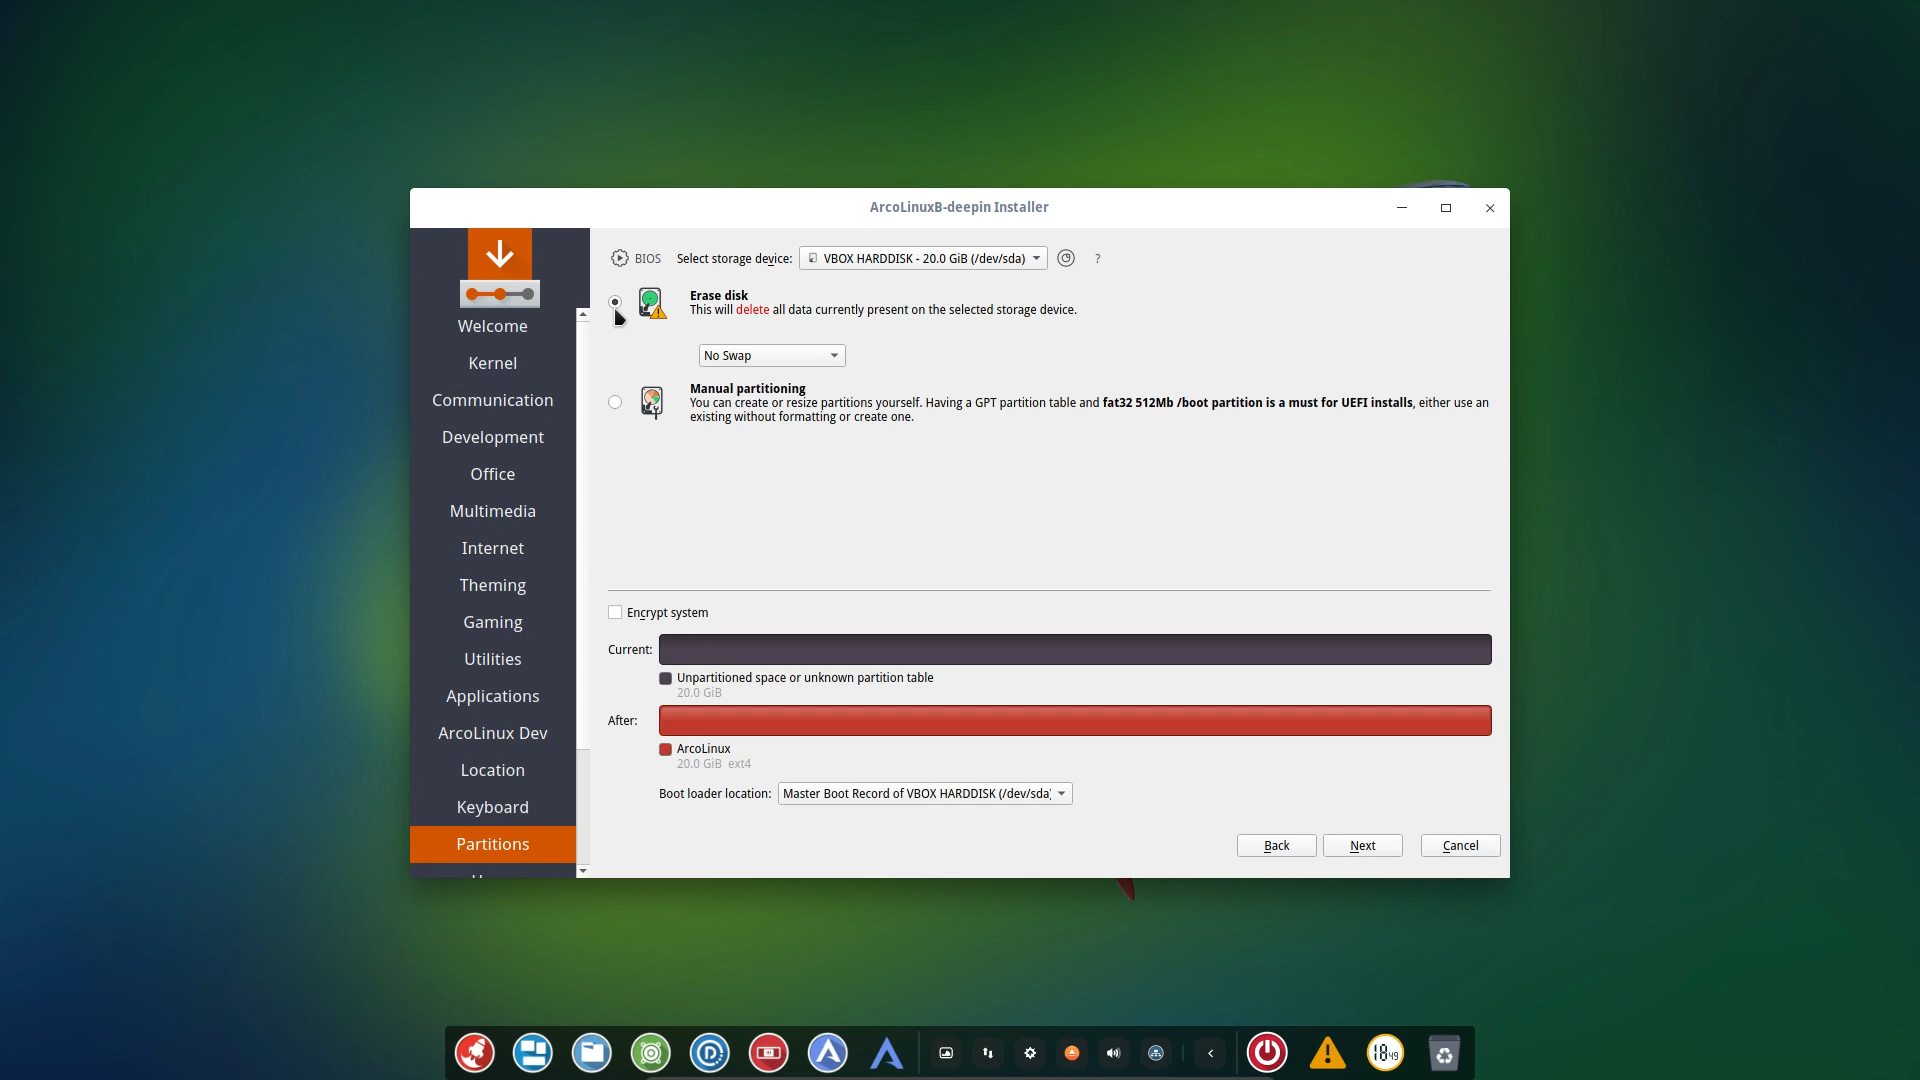 ArcoLinuxB-deepin Installer
BIOS Select storage device: VBOX HARDDISK - 20.0 GiB (/dev/sda) ?
Erase disk
This will delete all data currently present on the selected storage device.
No Swap
Manual partitioning
You can create or resize partitions yourself. Having a GPT partition table and fat32 512Mb /boot partition is a must for UEFI installs, either use an
existing without formatting or create one.
Welcome
Kernel
Communication
Development
Office
Multimedia
Internet
Theming
Gaming
Utilities
Applications
ArcoLinux Dev
Location
Keyboard
Partitions
Encrypt system
Current:
Unpartitioned space or unknown partition table
20.0 GiB
After:
ArcoLinux
20.0 GiB ext4
Boot loader location: Master Boot Record of VBOX HARDDISK (/dev/sda)
Back Next Cancel
18 49